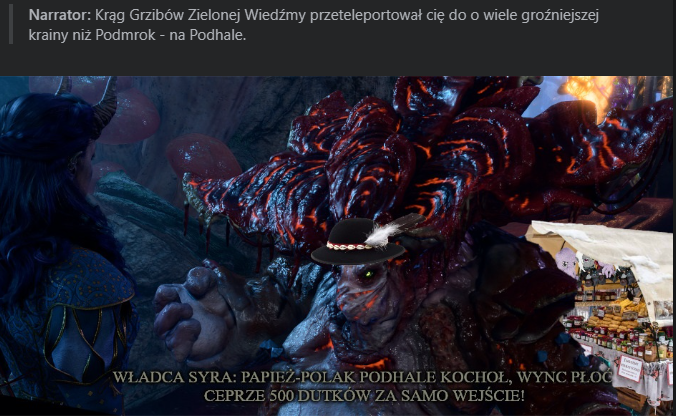 Narrator: Krąg Grzibów Zielonej Wiedźmy przeteleportował cię do o wiele groźniejszej
krainy niż Podmrok - na Podhale.
WŁADCA SYRA: PAPIEŻ-POLAK PODHALE KOCHOŁ, WYNC PŁOĆ
CEPRZE 500 DUTKÓW ZA SAMO WEJŚCIE!